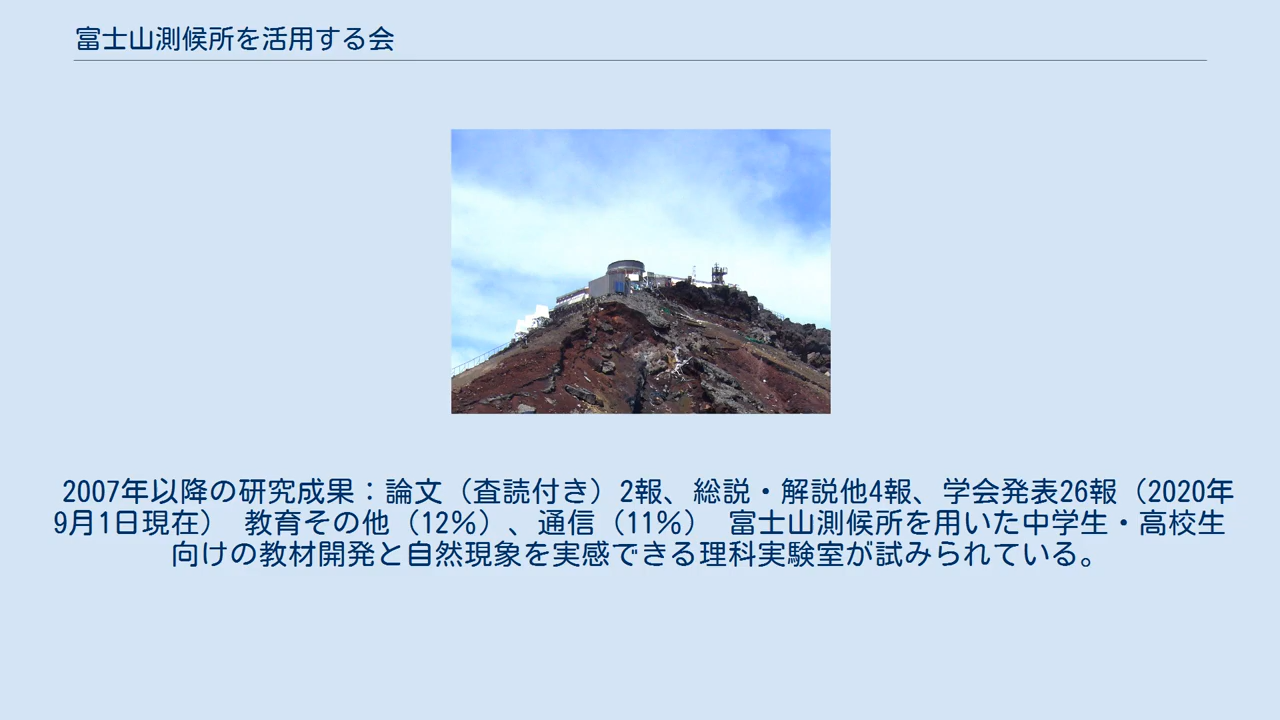 富士山測候所を活用する会
2007年以降の研究成果：論文（査読付き）2報、総説・解説他4報、学会発表26報（2020年
9月1日現在） 教育その他（12％）、通信（11％） 富士山測候所を用いた中学生・高校生
向けの教材開発と自然現象を実感できる理科実験室が試みられている。